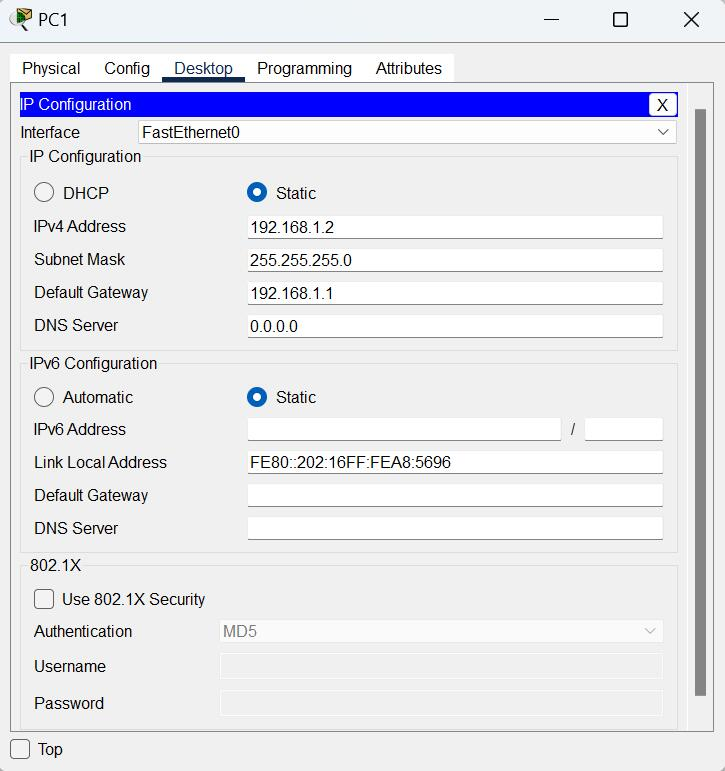 PC1
Physical Config Desktop Programming Attributes
IP Configuration X
Interface FastEthernet0
IP Configuration
DHCP Static
IPv4 Address 192.168.1.2
Subnet Mask 255.255.255.0
Default Gateway 192.168.1.1
DNS Server 0.0.0.0
IPv6 Configuration
Automatic Static
IPv6 Address /
Link Local Address FE80::202:16FF:FEA8:5696
Default Gateway
DNS Server
802.1X
Use 802.1X Security
Authentication MD5
Username
Password
Top